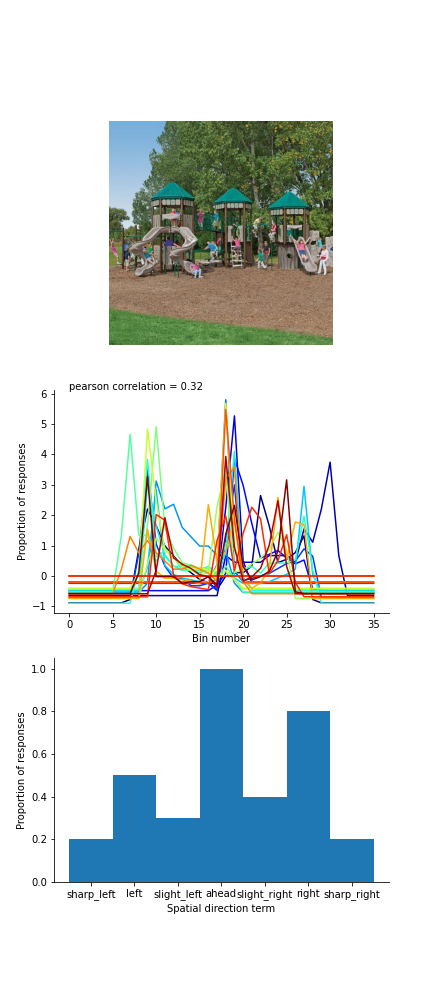 pearson correlation = 0.32
6
5
4
3
2
1
0
−1
Proportion of responses
0 5 10 15 20 25 30 35
Bin number
1.0
0.8
0.6
0.4
0.2
0.0
Proportion of responses
sharp_left left slight_left ahead slight_right right sharp_right
Spatial direction term